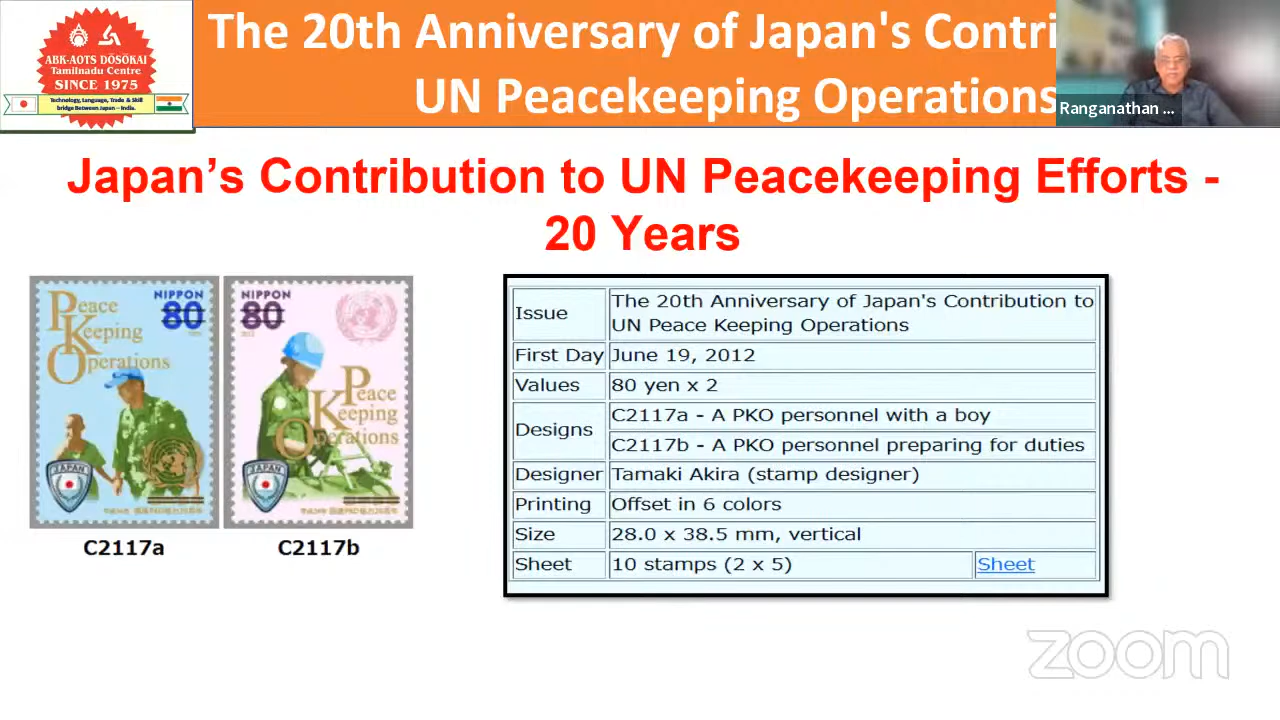 ABK-AOTS DŌSŌKAI
Tamilnadu Centre
SINCE 1975
Technology, Language, Trade & Skill
bridge Between Japan – India.
The 20th Anniversary of Japan's Contri
UN Peacekeeping Operations
Ranganathan ...
Japan’s Contribution to UN Peacekeeping Efforts -
20 Years
Peace
Keeping
Operations
NIPPON
80
JAPAN
C2117a
NIPPON
80
Peace
Keeping
Operations
JAPAN
C2117b
Issue
The 20th Anniversary of Japan's Contribution to
UN Peace Keeping Operations
First Day
June 19, 2012
Values
80 yen x 2
Designs
C2117a - A PKO personnel with a boy
C2117b - A PKO personnel preparing for duties
Designer
Tamaki Akira (stamp designer)
Printing
Offset in 6 colors
Size
28.0 x 38.5 mm, vertical
Sheet
10 stamps (2 x 5)
Sheet
zoom